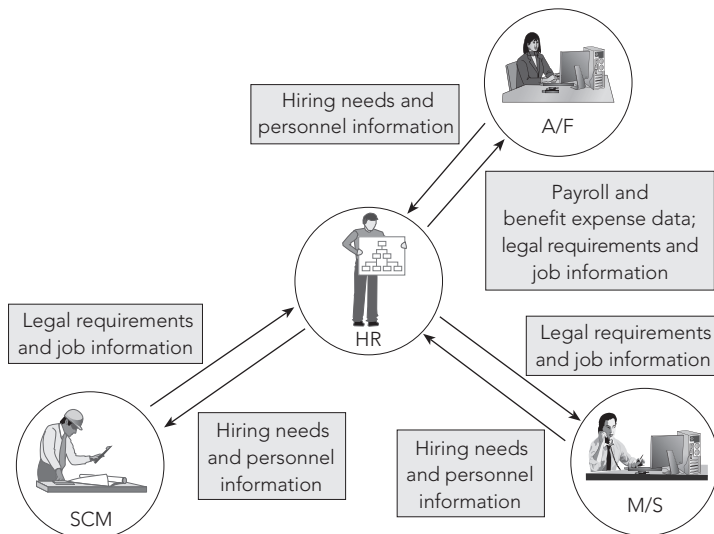 Hiring needs and
personnel information
A/F
Payroll and
benefit expense data;
legal requirements and
job information
HR
Legal requirements
and job information
Legal requirements
and job information
Hiring needs
and personnel
information
Hiring needs
and personnel
information
SCM
M/S